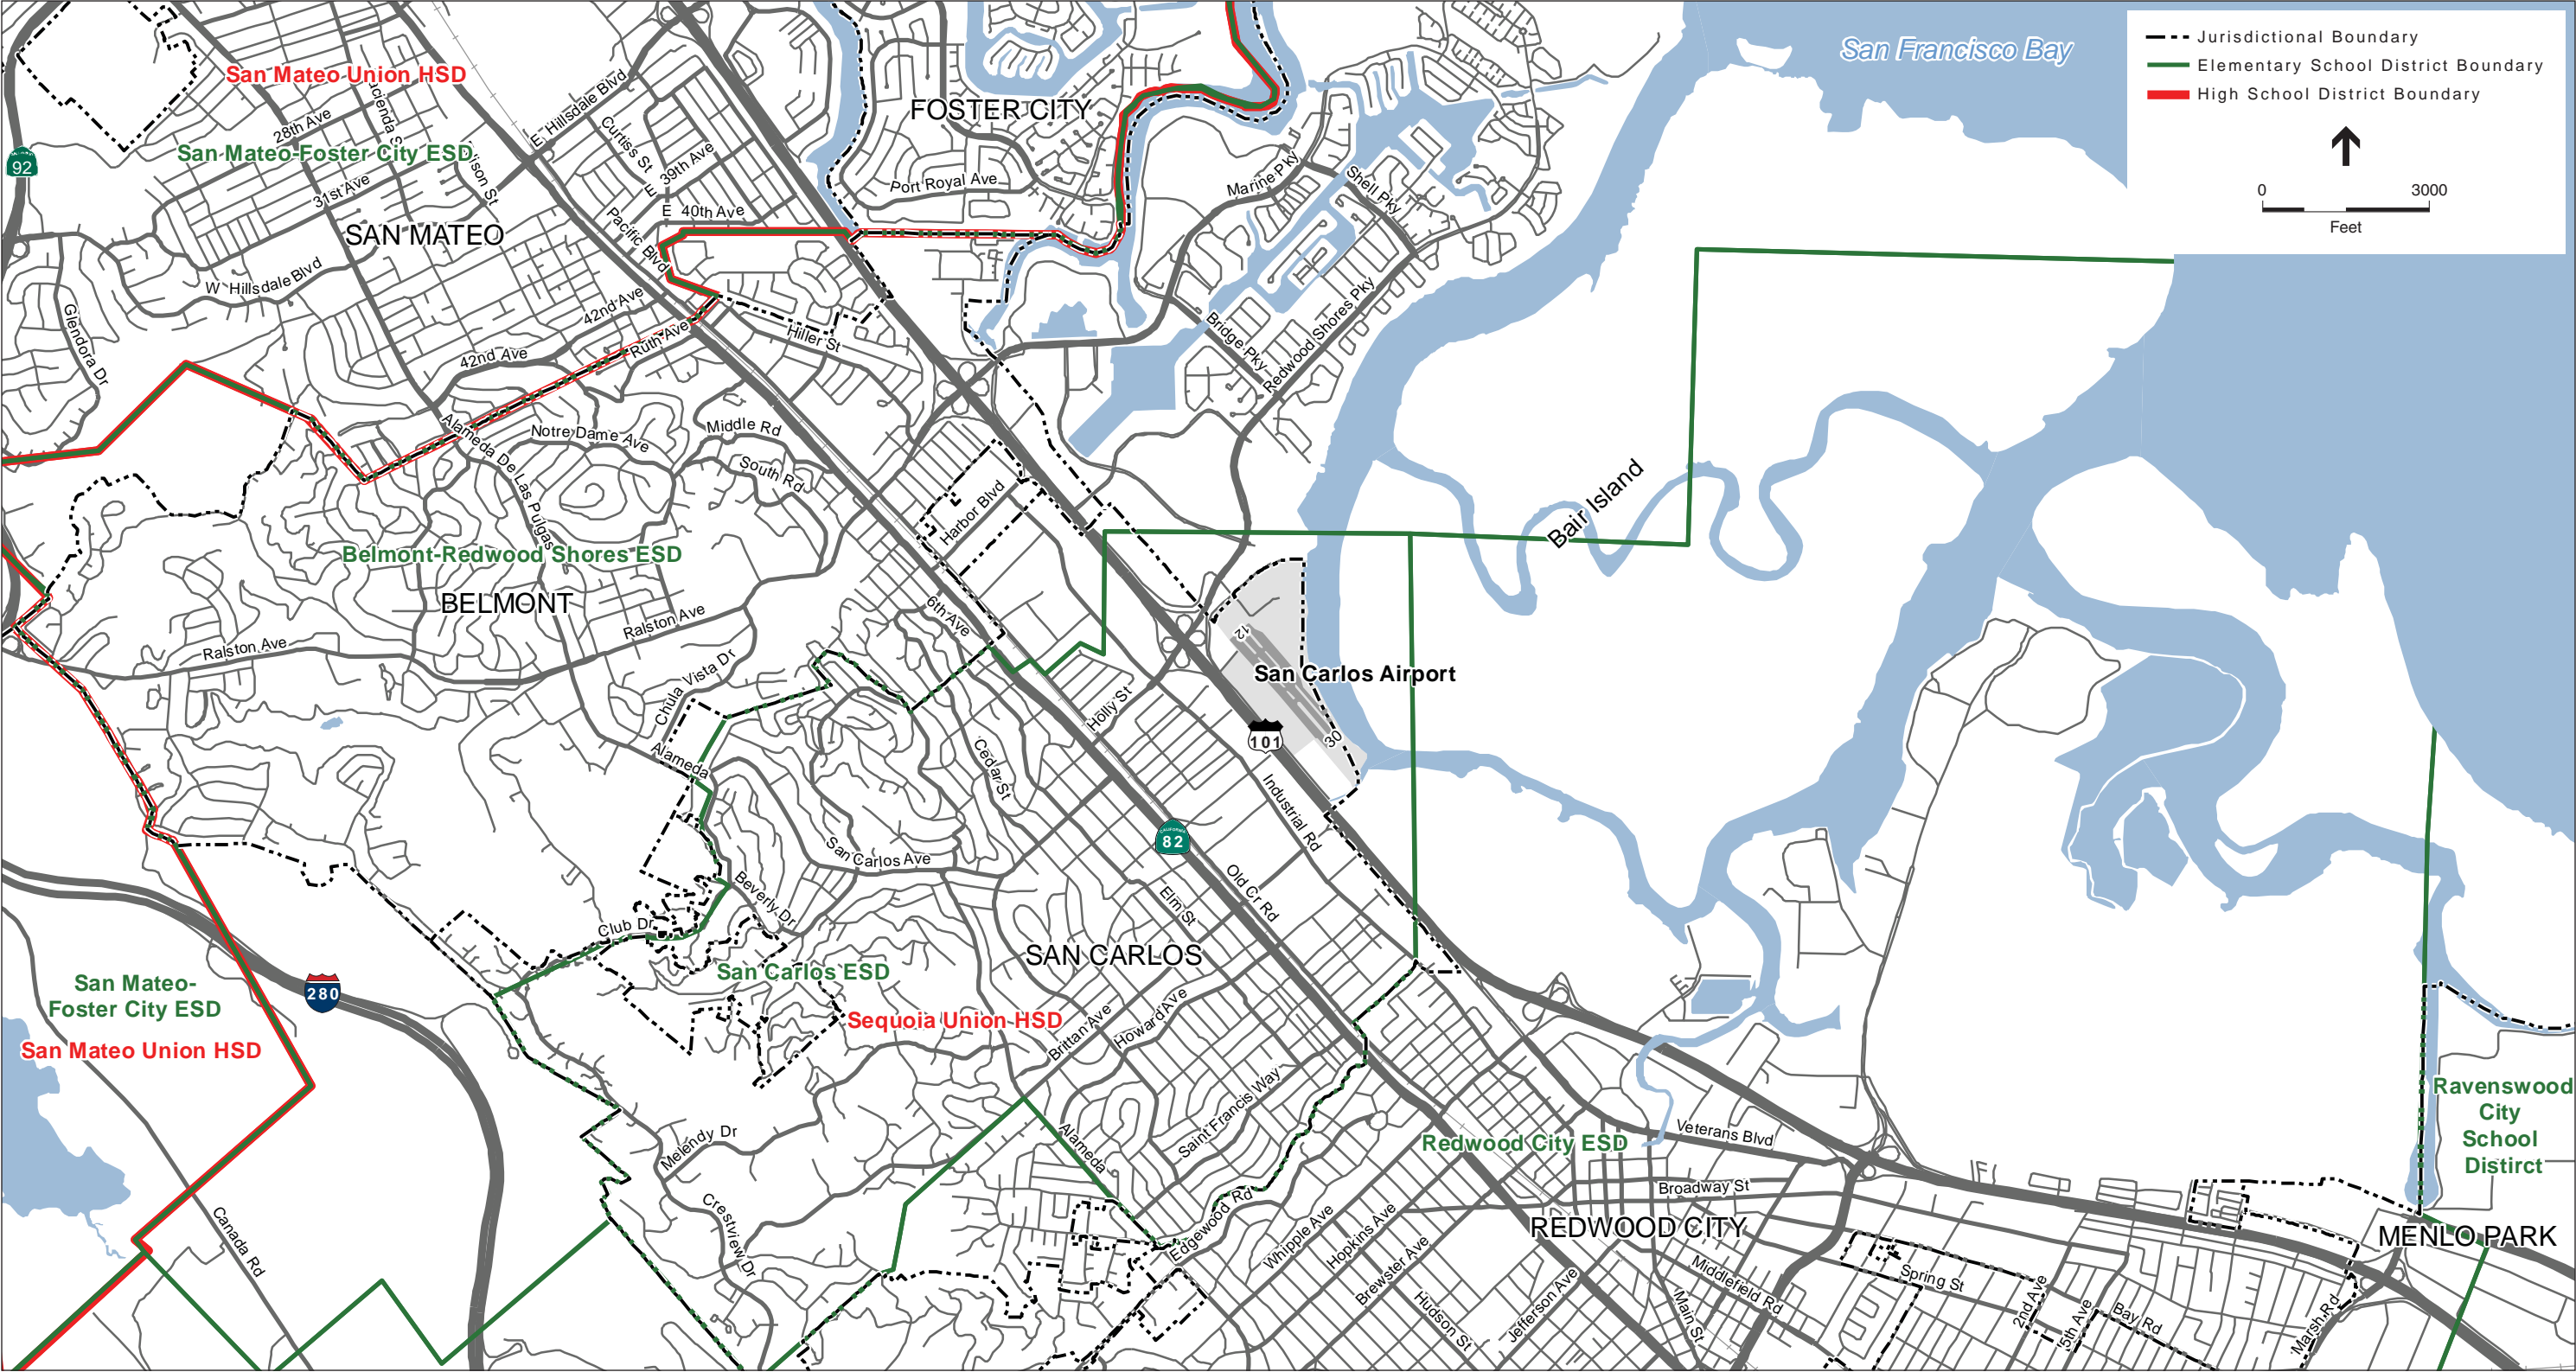 San Francisco Bay
Jurisdictional Boundary
Elementary School District Boundary
High School District Boundary
0 3000
Feet
San Mateo Union HSD
FOSTER CITY
E Hillsdale Blvd
28th Ave
Curtiss St
San Mateo Foster City ESD
92
39th Ave
E
31st Ave
Port Royal Ave
Marine Pky
Shell Pky
E 40th Ave
SAN MATEO
Pacific Blvd
W Hillsdale Blvd
42nd Ave
Glendora Dr
Hiller St
Ruth Ave
42nd Ave
Bridge Pky
Redwood Shores Pky
Alameda De Las Pulgas
Notre Dame Ave
Middle Rd
South Rd
Harbor Blvd
Bair Island
Belmont-Redwood Shores ESD
BELMONT
6th Ave
Ralston Ave
Ralston Ave
12
San Carlos Airport
30
101
Chula Vista Dr
Holly St
Alameda
Cedar St
Industrial Rd
CALIFORNIA
82
San Carlos Ave
Old Cr Rd
Beverly Dr
Elm St
Club Dr
SAN CARLOS
San Carlos ESD
San Mateo-
Foster City ESD
280
Sequoia Union HSD
Brittan Ave
Howard Ave
San Mateo Union HSD
Saint Francis Way
Ravenswood
City
School
Distirct
Melendy Dr
Alameda
Redwood City ESD
Veterans Blvd
Broadway St
Canada Rd
Crestview Dr
Edgewood Rd
Whipple Ave
Hopkins Ave
Brewster Ave
REDWOOD CITY
MENLO PARK
Middlefield Rd
Spring St
Hudson St
Jefferson Ave
Main St
2nd Ave
5th Ave
Bay Rd
Marsh Rd